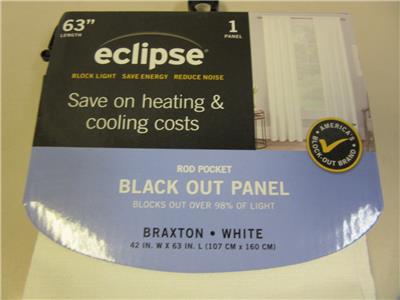 63" 1
LENGTH PANEL
eclipse®
BLOCK LIGHT SAVE ENERGY REDUCE NOISE
Save on heating &
cooling costs
AMERICA'S
BLOCK-OUT BRAND
ROD POCKET
BLACK OUT PANEL
BLOCKS OUT OVER 98% OF LIGHT
BRAXTON • WHITE
42 IN. W X 63 IN. L (107 CM x 160 CM)